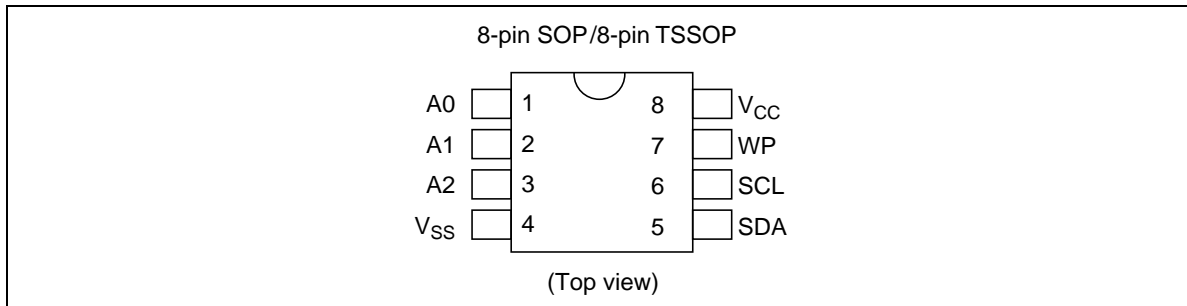 8-pin SOP/8-pin TSSOP
A0 1 8 VCC
A1 2 7 WP
A2 3 6 SCL
VSS 4 5 SDA
(Top view)